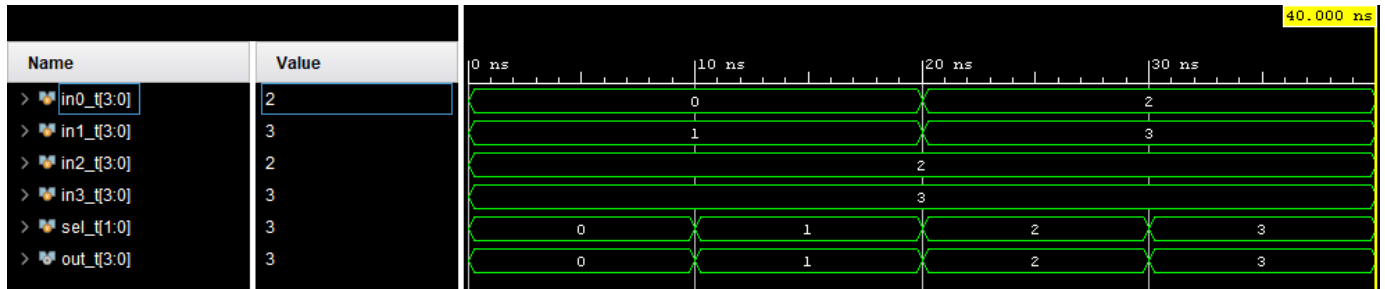 40.000 ns
Name Value 0 ns 10 ns 20 ns 30 ns
> in0_t[3:0] 2 0 2
> in1_t[3:0] 3 1 3
> in2_t[3:0] 2 2
> in3_t[3:0] 3 3
> sel_t[1:0] 3 0 1 2 3
> out_t[3:0] 3 0 1 2 3